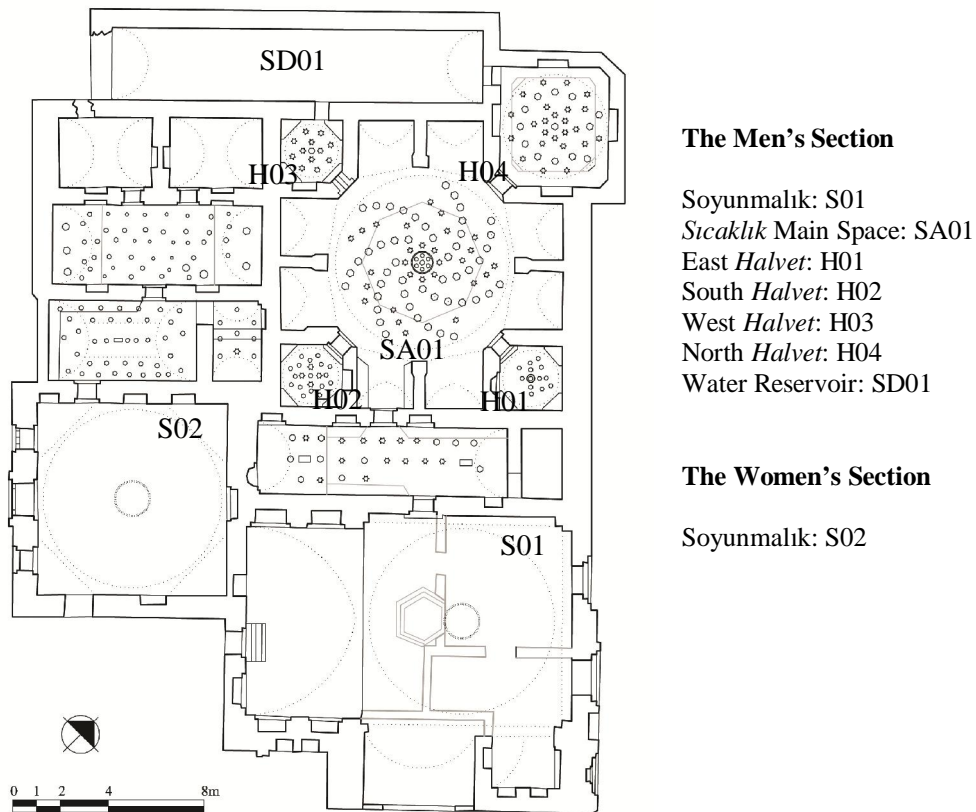 SD01
H03
H04
SA01
H02
H01
S02
S01
0 1 2 4 8m
The Men's Section
Soyunmalık: S01
Sıcaklık Main Space: SA01
East Halvet: H01
South Halvet: H02
West Halvet: H03
North Halvet: H04
Water Reservoir: SD01
The Women's Section
Soyunmalık: S02